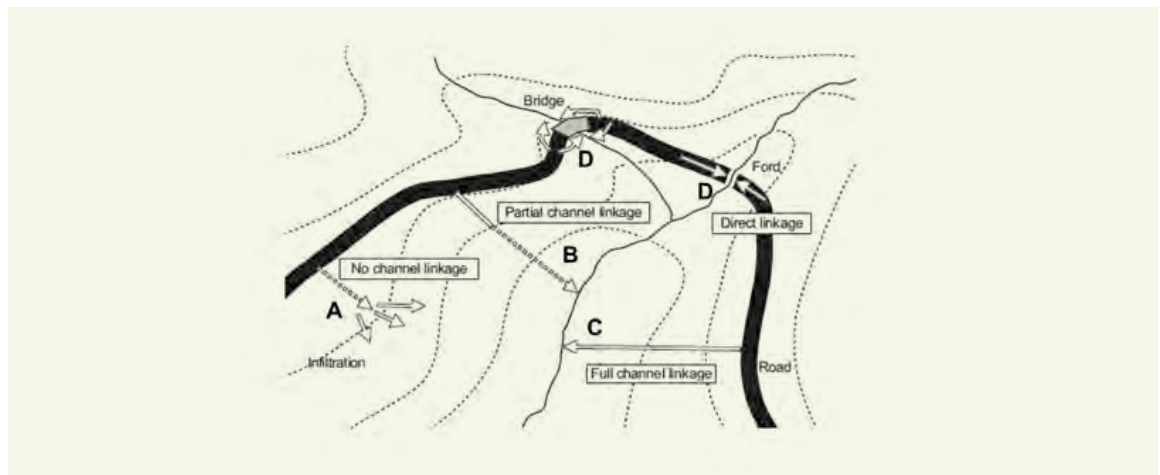 Bridge
D
Ford
D
Partial channel linkage
Direct linkage
B
No channel linkage
A
C
Infiltration
Full channel linkage
Road